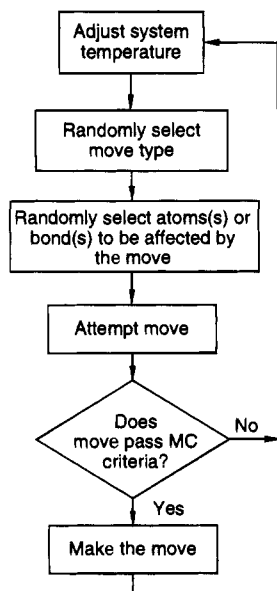 Adjust system
temperature
Randomly select
move type
Randomly select atoms(s) or
bond(s) to be affected by
the move
Attempt move
Does
move pass MC
criteria?
No
Yes
Make the move